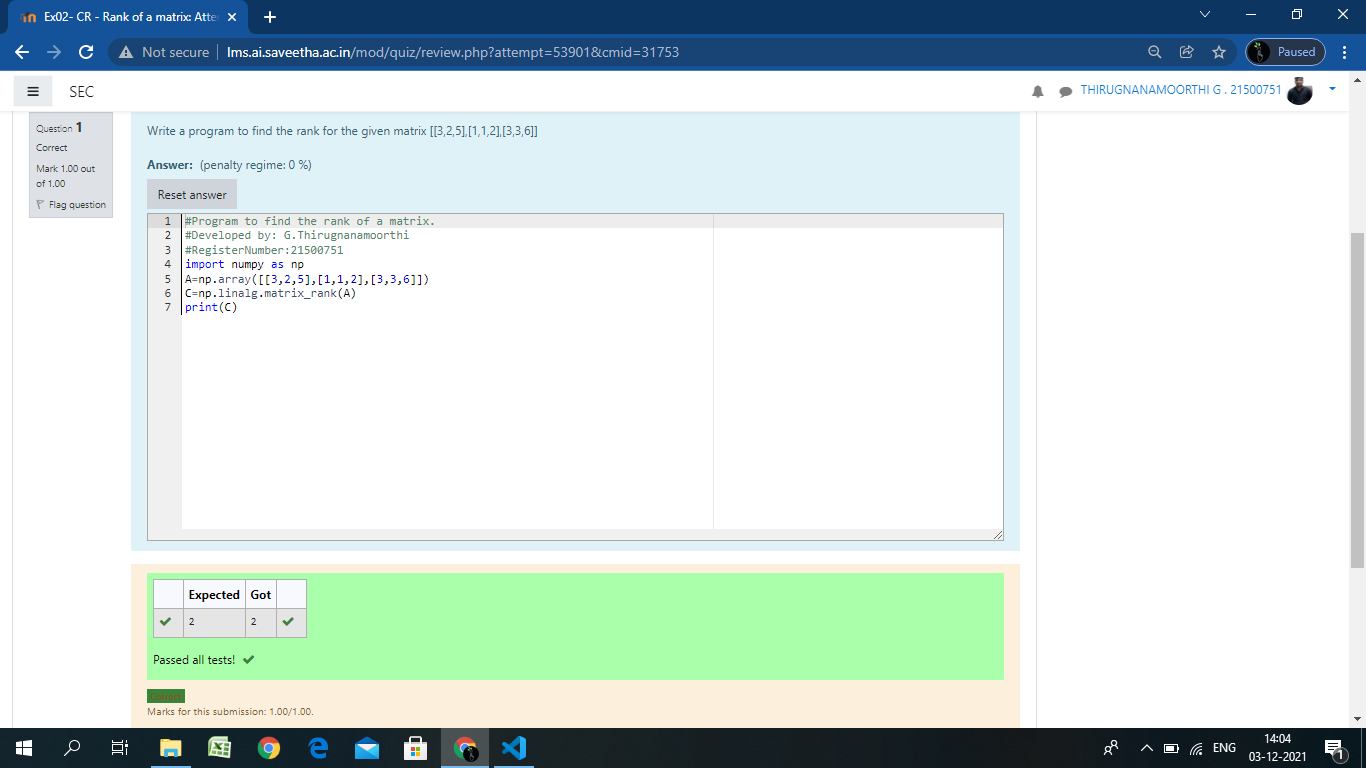 Ex02- CR - Rank of a matrix: Atte
Not secure | lms.ai.saveetha.ac.in/mod/quiz/review.php?attempt=53901&cmid=31753
Paused
SEC
THIRUGNANAMOORTHI G . 21500751
Question 1
Correct
Mark 1.00 out
of 1.00
Flag question
Write a program to find the rank for the given matrix [[3,2,5],[1,1,2],[3,3,6]]
Answer: (penalty regime: 0 %)
Reset answer
1 #Program to find the rank of a matrix.
2 #Developed by: G.Thirugnanamoorthi
3 #RegisterNumber:21500751
4 import numpy as np
5 A=np.array([[3,2,5],[1,1,2],[3,3,6]])
6 C=np.linalg.matrix_rank(A)
7 print(C)
Expected Got
2 2
Passed all tests!
Marks for this submission: 1.00/1.00.
ENG
14:04
03-12-2021
1